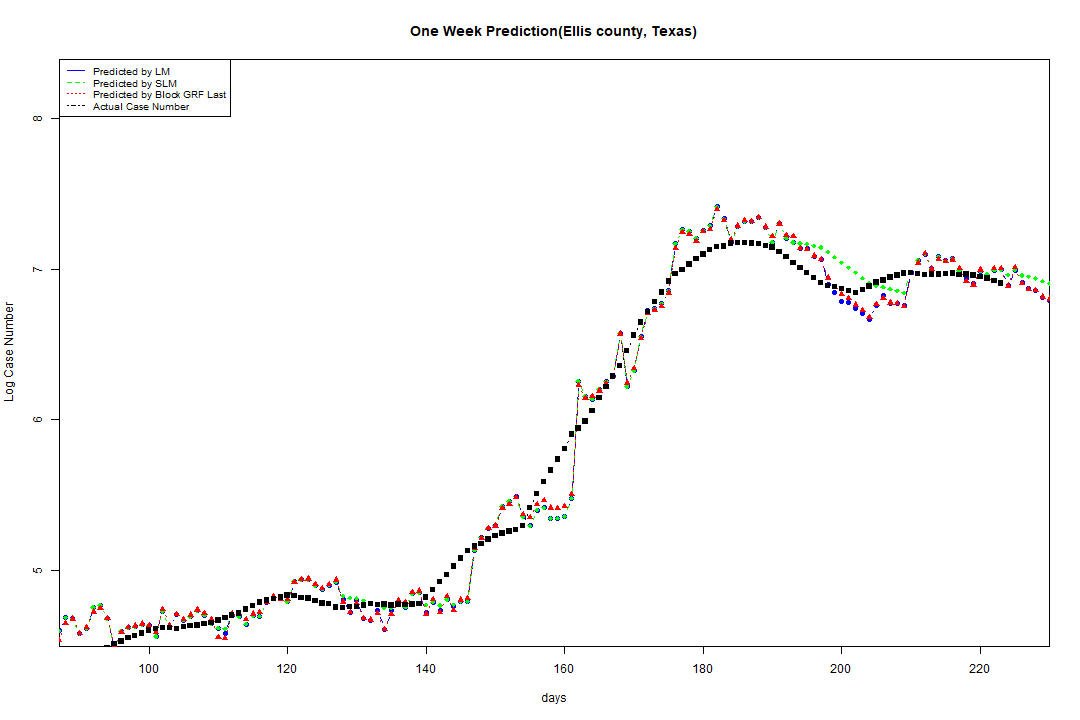 One Week Prediction(Ellis county, Texas)
Predicted by LM
Predicted by SLM
Predicted by Block GRF Last
Actual Case Number
Log Case Number
8
7
6
5
100 120 140 160 180 200 220
days